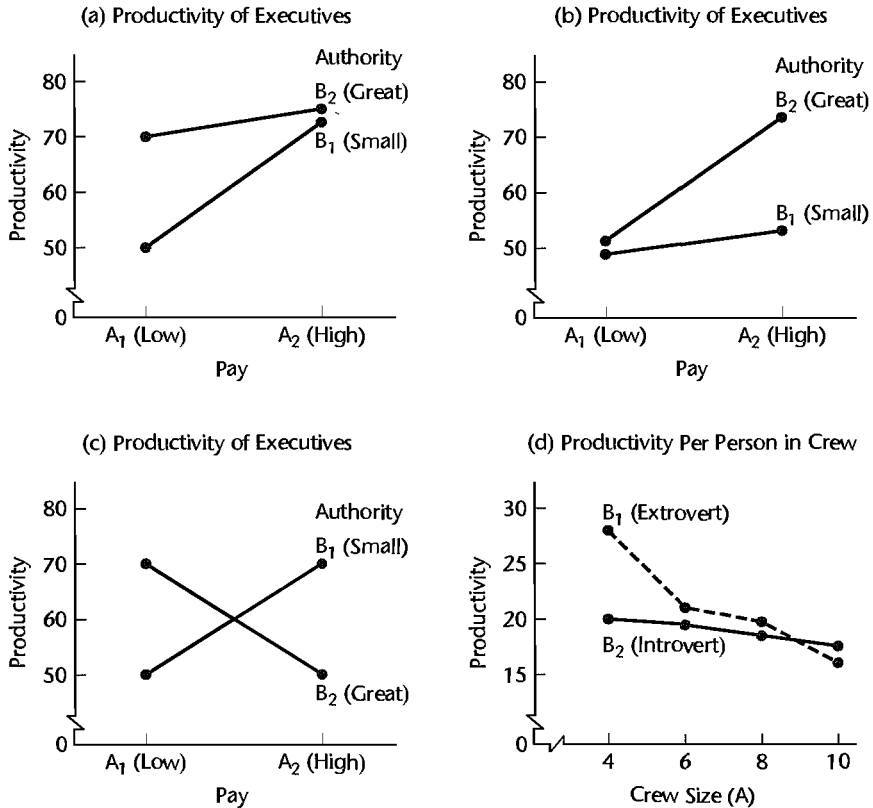 (a) Productivity of Executives
Productivity
80
70
60
50
0
Authority
B2 (Great)
B1 (Small)
A1 (Low)
A2 (High)
Pay
(b) Productivity of Executives
Productivity
80
70
60
50
0
Authority
B2 (Great)
B1 (Small)
A1 (Low)
A2 (High)
Pay
(c) Productivity of Executives
Productivity
80
70
60
50
0
Authority
B1 (Small)
B2 (Great)
A1 (Low)
A2 (High)
Pay
(d) Productivity Per Person in Crew
Productivity
30
25
20
15
0
B1 (Extrovert)
B2 (Introvert)
4
6
8
10
Crew Size (A)